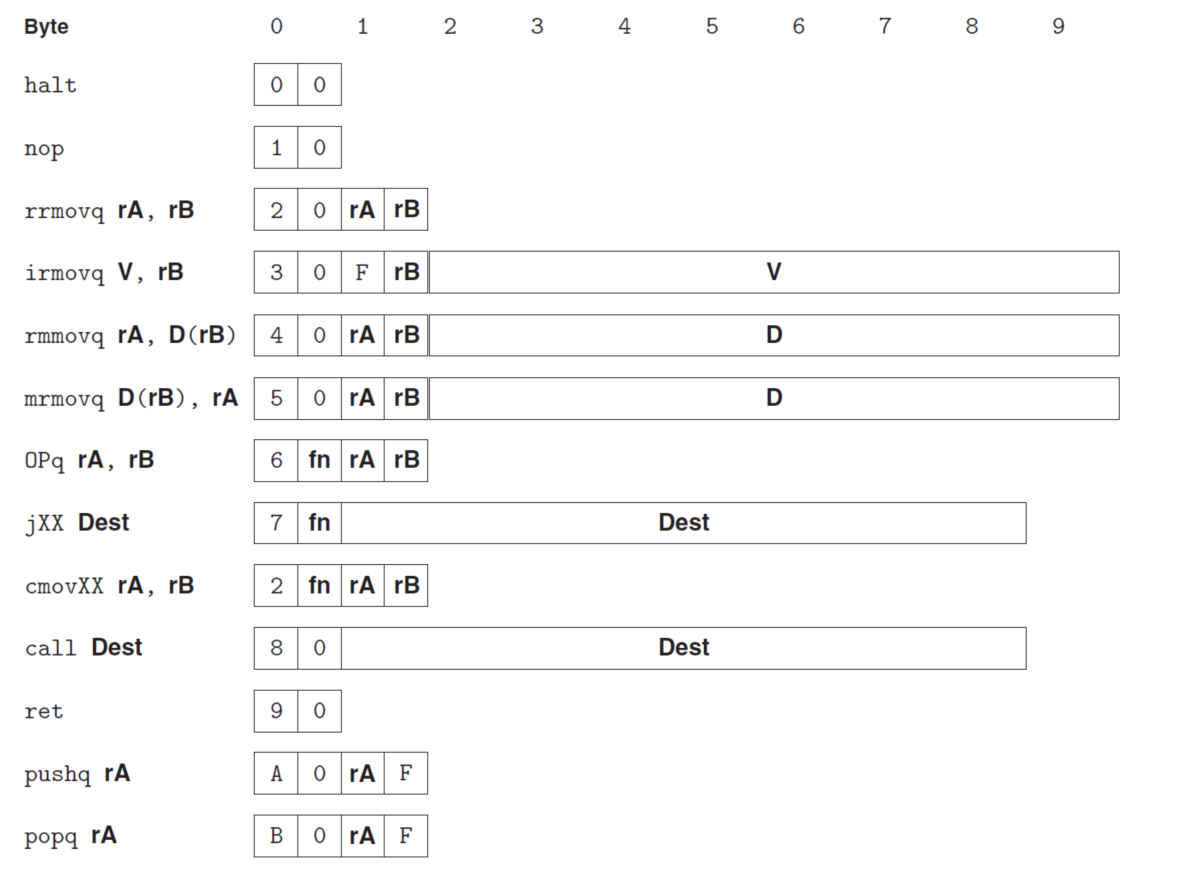 Byte 0 1 2 3 4 5 6 7 8 9
halt 0 0
nop 1 0
rrmovq rA, rB 2 0 rA rB
irmovq V, rB 3 0 F rB V
rmmovq rA, D(rB) 4 0 rA rB D
mrmovq D(rB), rA 5 0 rA rB D
OPq rA, rB 6 fn rA rB
jXX Dest 7 fn Dest
cmovXX rA, rB 2 fn rA rB
call Dest 8 0 Dest
ret 9 0
pushq rA A 0 rA F
popq rA B 0 rA F